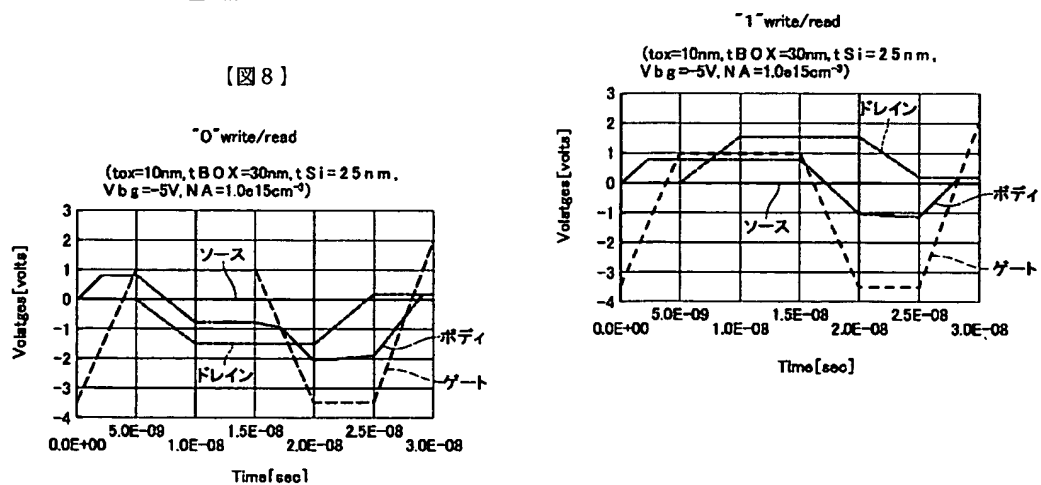 【図8】
"0"write/read
(tox=10nm, tBOX=30nm, tSi=25nm,
Vbg=-5V, NA=1.0e15cm⁻³)
3
2
1
0
-1
-2
-3
-4
Volatges[volts]
ソース
ドレイン
ボディ
ゲート
0.0E+00
5.0E-09
1.0E-08
1.5E-08
2.0E-08
2.5E-08
3.0E-08
Time[sec]
"1"write/read
(tox=10nm, tBOX=30nm, tSi=25nm,
Vbg=-5V, NA=1.0e15cm⁻³)
3
2
1
0
-1
-2
-3
-4
Volatges[volts]
ドレイン
ソース
ボディ
ゲート
0.0E+00
5.0E-09
1.0E-08
1.5E-08
2.0E-08
2.5E-08
3.0E-08
Time[sec]